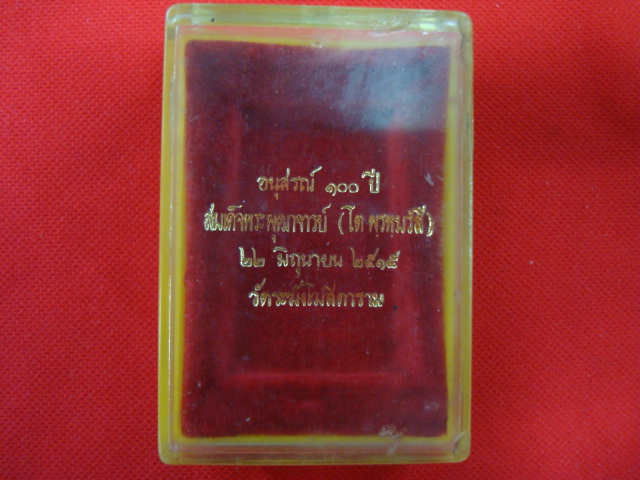 อนุสรณ์ ๑๐๐ ปี
สมเด็จพระพุฒาจารย์ (โต พรหมรังสี)
๒๒ มิถุนายน ๒๕๑๕
วัดระฆังโฆสิตาราม